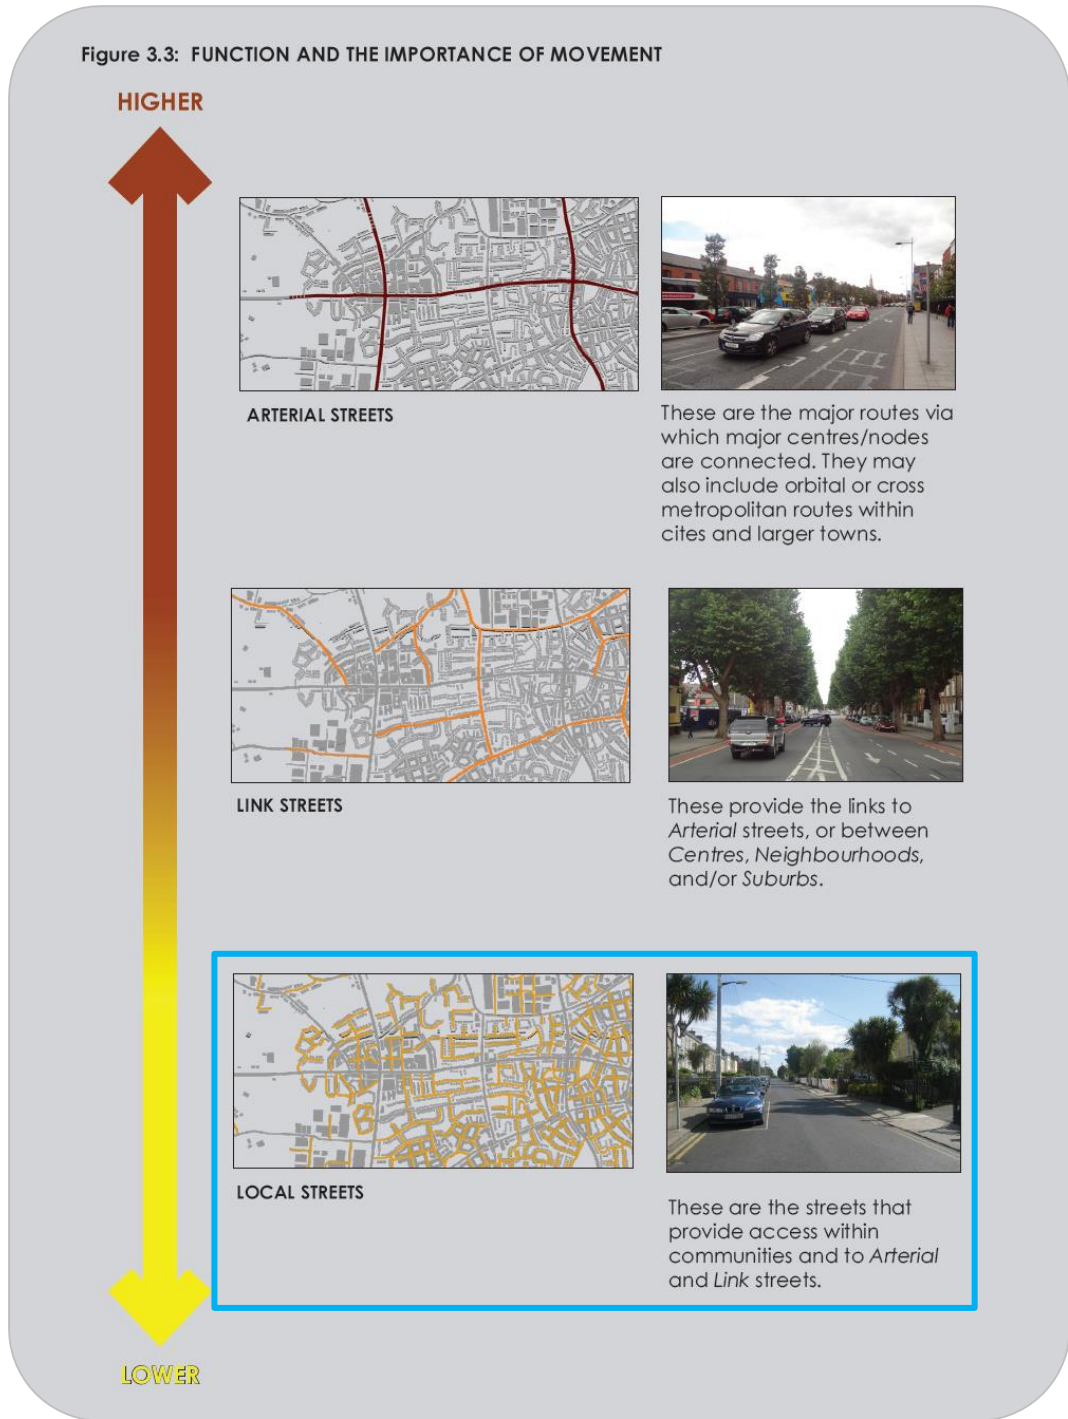 Figure 3.3: FUNCTION AND THE IMPORTANCE OF MOVEMENT
HIGHER
ARTERIAL STREETS
These are the major routes via
which major centres/nodes
are connected. They may
also include orbital or cross
metropolitan routes within
cites and larger towns.
LINK STREETS
These provide the links to
Arterial streets, or between
Centres, Neighbourhoods,
and/or Suburbs.
LOCAL STREETS
These are the streets that
provide access within
communities and to Arterial
and Link streets.
LOWER